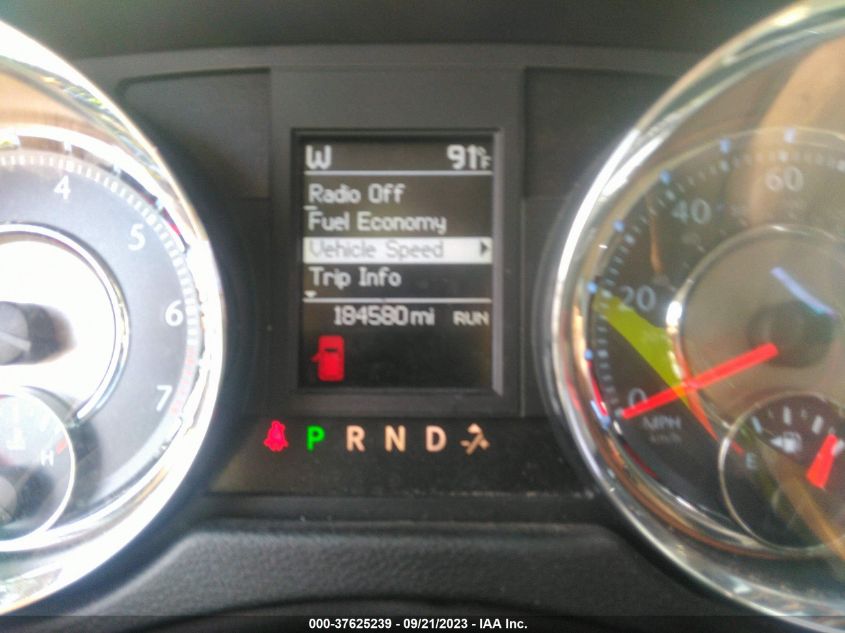 W 91°F
Radio Off
Fuel Economy
Vehicle Speed
Trip Info
184580 mi RUN
P R N D
4
5
6
7
H
0
20
40
60
MPH
km/h
E
000-37625239 - 09/21/2023 - IAA Inc.